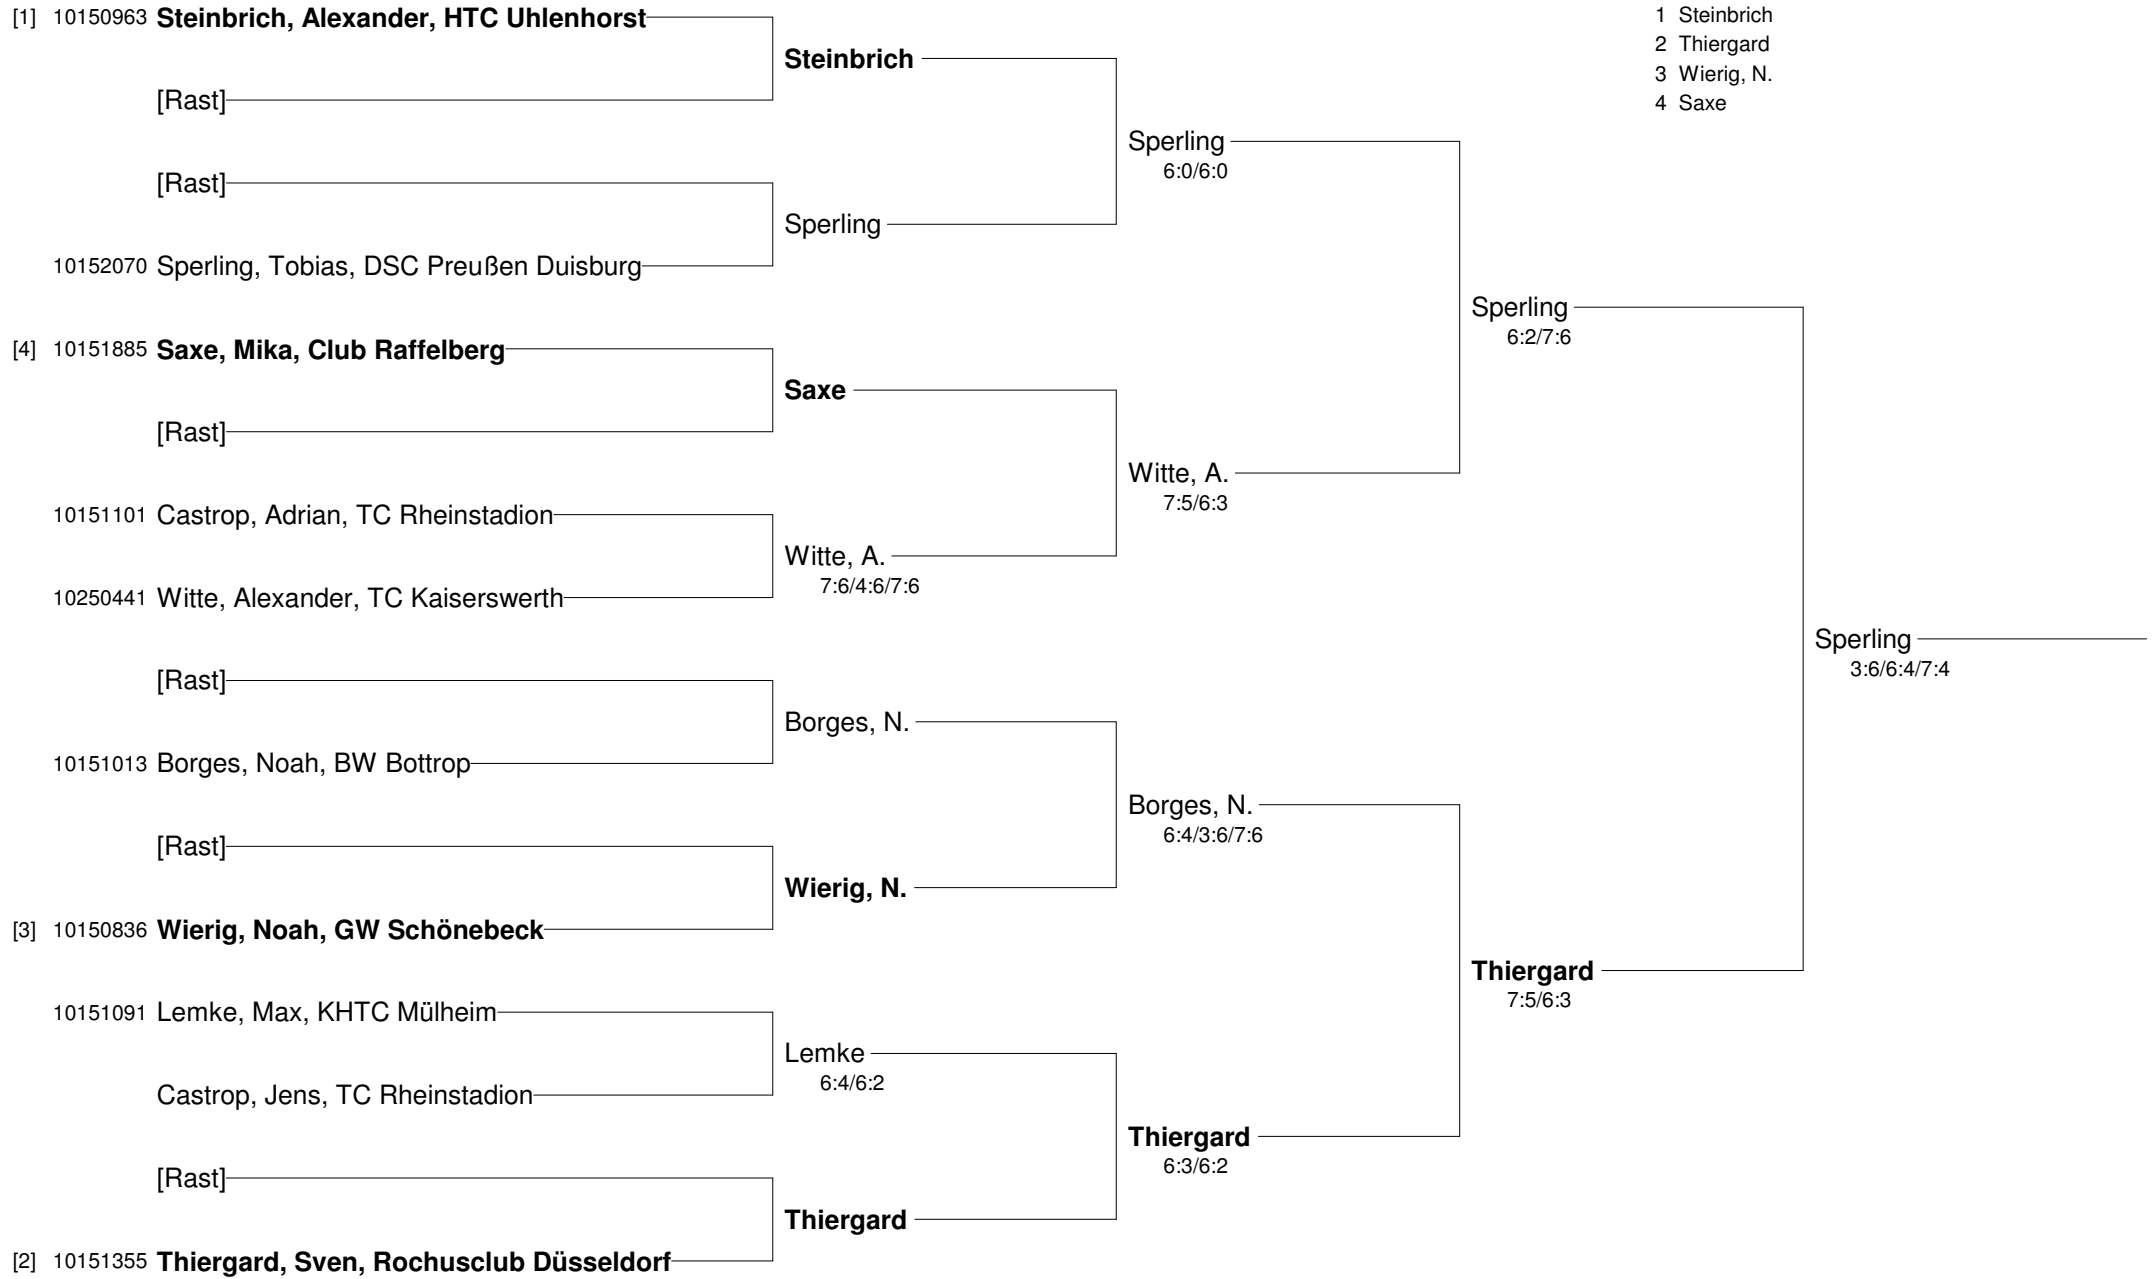 [1] 10150963 Steinbrich, Alexander, HTC Uhlenhorst
[Rast]
[Rast]
10152070 Sperling, Tobias, DSC Preußen Duisburg
[4] 10151885 Saxe, Mika, Club Raffelberg
[Rast]
10151101 Castrop, Adrian, TC Rheinstadion
10250441 Witte, Alexander, TC Kaiserswerth
[Rast]
10151013 Borges, Noah, BW Bottrop
[Rast]
[3] 10150836 Wierig, Noah, GW Schönebeck
10151091 Lemke, Max, KHTC Mülheim
Castrop, Jens, TC Rheinstadion
[Rast]
[2] 10151355 Thiergard, Sven, Rochusclub Düsseldorf
Steinbrich
Sperling
Saxe
Witte, A.
7:6/4:6/7:6
Borges, N.
Wierig, N.
Lemke
6:4/6:2
Thiergard
Sperling
6:0/6:0
Witte, A.
7:5/6:3
Borges, N.
6:4/3:6/7:6
Thiergard
6:3/6:2
Sperling
6:2/7:6
Thiergard
7:5/6:3
Sperling
3:6/6:4/7:4
1 Steinbrich
2 Thiergard
3 Wierig, N.
4 Saxe